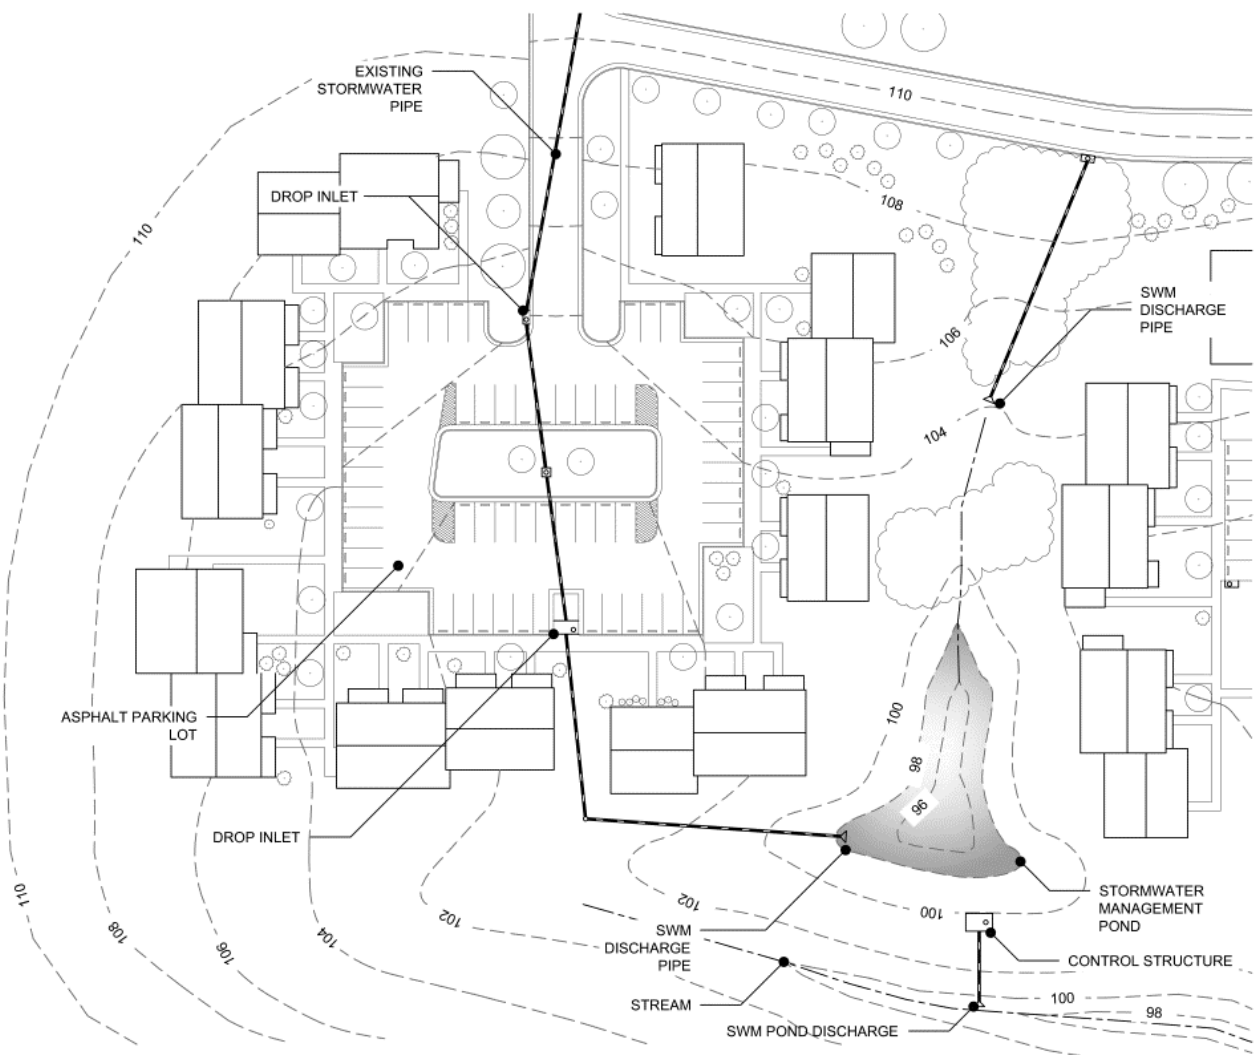 EXISTING
STORMWATER
PIPE
110
108
DROP INLET
110
SWM
DISCHARGE
PIPE
106
104
100
98
96
ASPHALT PARKING
LOT
DROP INLET
110
108
106
104
102
102
100
STORMWATER
MANAGEMENT
POND
SWM
DISCHARGE
PIPE
CONTROL STRUCTURE
STREAM
100
98
SWM POND DISCHARGE